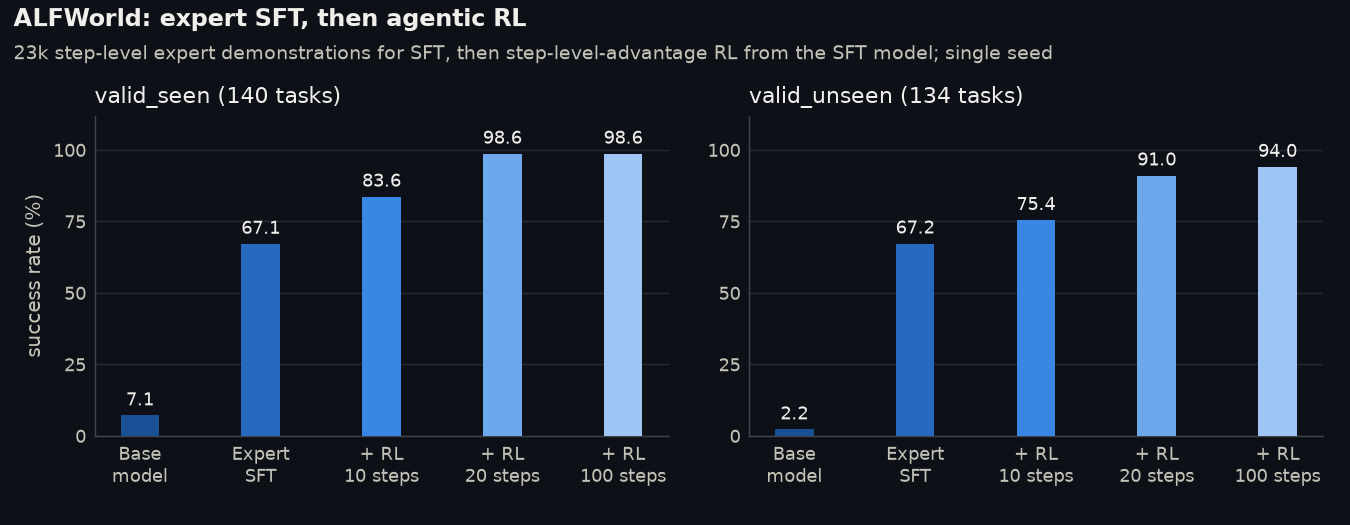 ALFWorld: expert SFT, then agentic RL
23k step-level expert demonstrations for SFT, then step-level-advantage RL from the SFT model; single seed
valid_seen (140 tasks)
success rate (%)
100
75
50
25
0
7.1
67.1
83.6
98.6
98.6
Base model
Expert SFT
+ RL 10 steps
+ RL 20 steps
+ RL 100 steps
valid_unseen (134 tasks)
100
75
50
25
0
2.2
67.2
75.4
91.0
94.0
Base model
Expert SFT
+ RL 10 steps
+ RL 20 steps
+ RL 100 steps